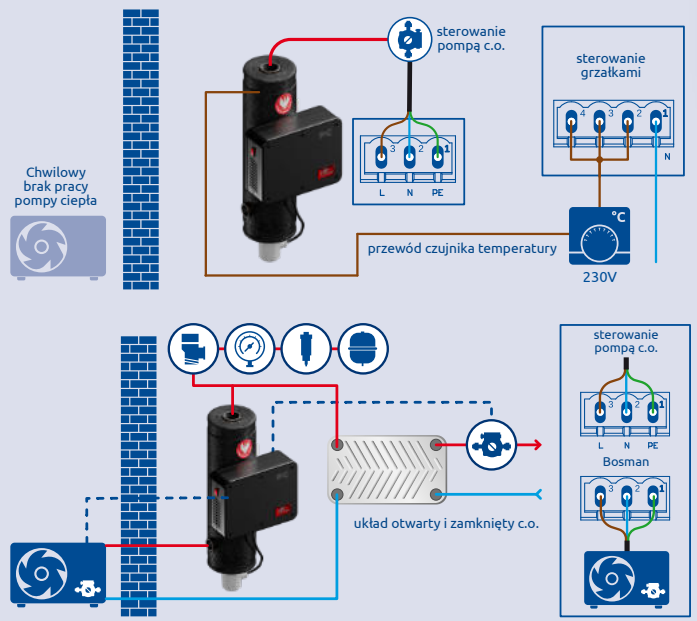 sterowanie
pompą c.o.
3 2 1
L N PE
sterowanie
grzałkami
4 3 2 1
N
Chwilowy
brak pracy
pompy ciepła
przewód czujnika temperatury
°C
230V
układ otwarty i zamknięty c.o.
sterowanie
pompą c.o.
3 2 1
L N PE
Bosman
3 2 1